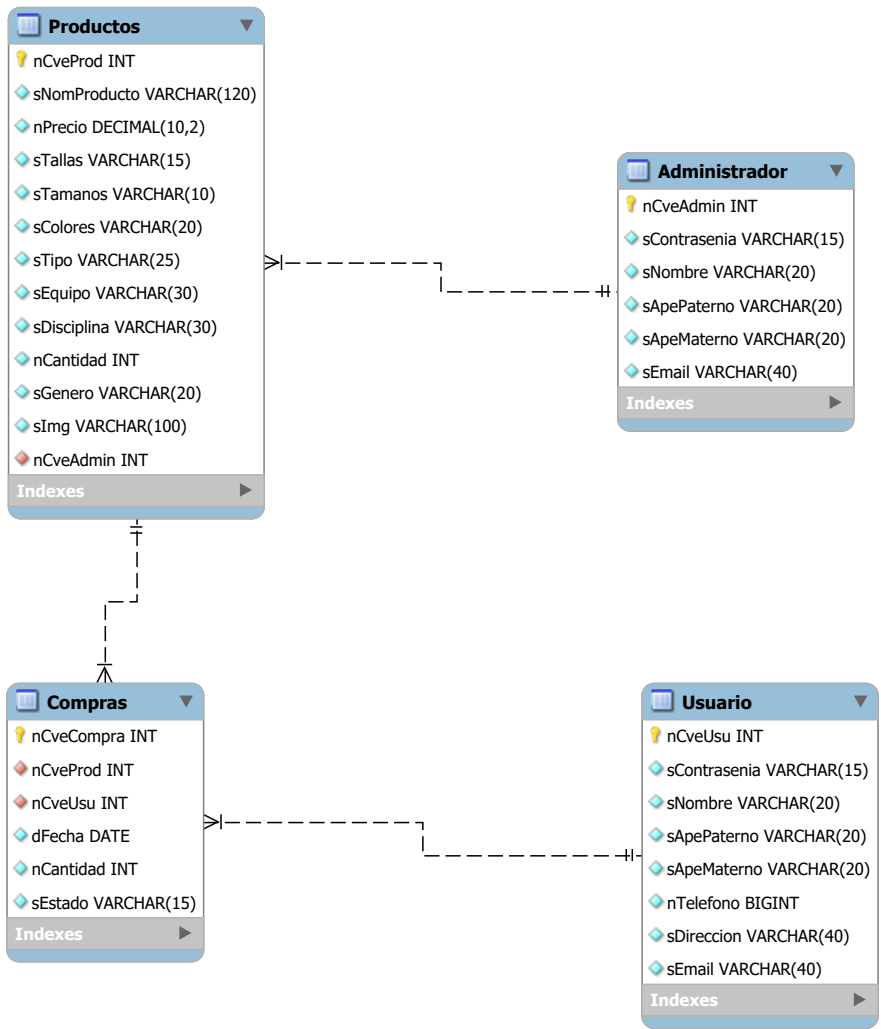 Productos
nCveProd INT
sNomProducto VARCHAR(120)
nPrecio DECIMAL(10,2)
sTallas VARCHAR(15)
sTamanos VARCHAR(10)
sColores VARCHAR(20)
sTipo VARCHAR(25)
sEquipo VARCHAR(30)
sDisciplina VARCHAR(30)
nCantidad INT
sGenero VARCHAR(20)
sImg VARCHAR(100)
nCveAdmin INT
Indexes
Administrador
nCveAdmin INT
sContrasenia VARCHAR(15)
sNombre VARCHAR(20)
sApePaterno VARCHAR(20)
sApeMaterno VARCHAR(20)
sEmail VARCHAR(40)
Indexes
Compras
nCveCompra INT
nCveProd INT
nCveUsu INT
dFecha DATE
nCantidad INT
sEstado VARCHAR(15)
Indexes
Usuario
nCveUsu INT
sContrasenia VARCHAR(15)
sNombre VARCHAR(20)
sApePaterno VARCHAR(20)
sApeMaterno VARCHAR(20)
nTelefono BIGINT
sDireccion VARCHAR(40)
sEmail VARCHAR(40)
Indexes